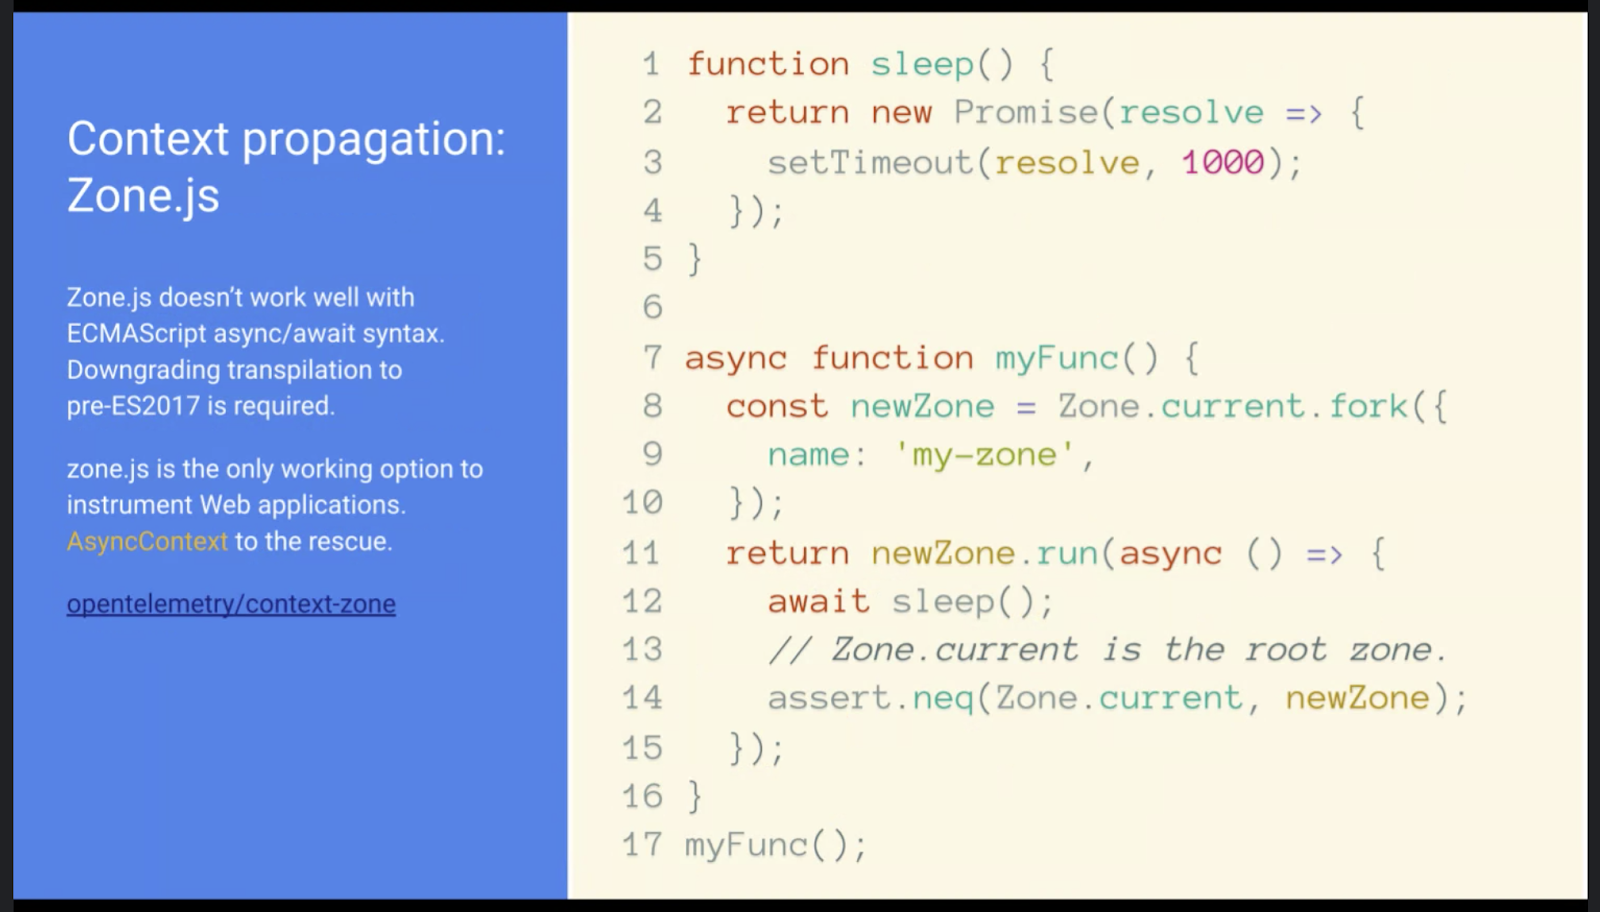 Context propagation:
Zone.js
Zone.js doesn't work well with
ECMAScript async/await syntax.
Downgrading transpilation to
pre-ES2017 is required.
zone.js is the only working option to
instrument Web applications.
AsyncContext to the rescue.
opentelemetry/context-zone
1 function sleep() {
2   return new Promise(resolve => {
3     setTimeout(resolve, 1000);
4   });
5 }
6
7 async function myFunc() {
8   const newZone = Zone.current.fork({
9     name: 'my-zone',
10   });
11   return newZone.run(async () => {
12     await sleep();
13     // Zone.current is the root zone.
14     assert.neq(Zone.current, newZone);
15   });
16 }
17 myFunc();